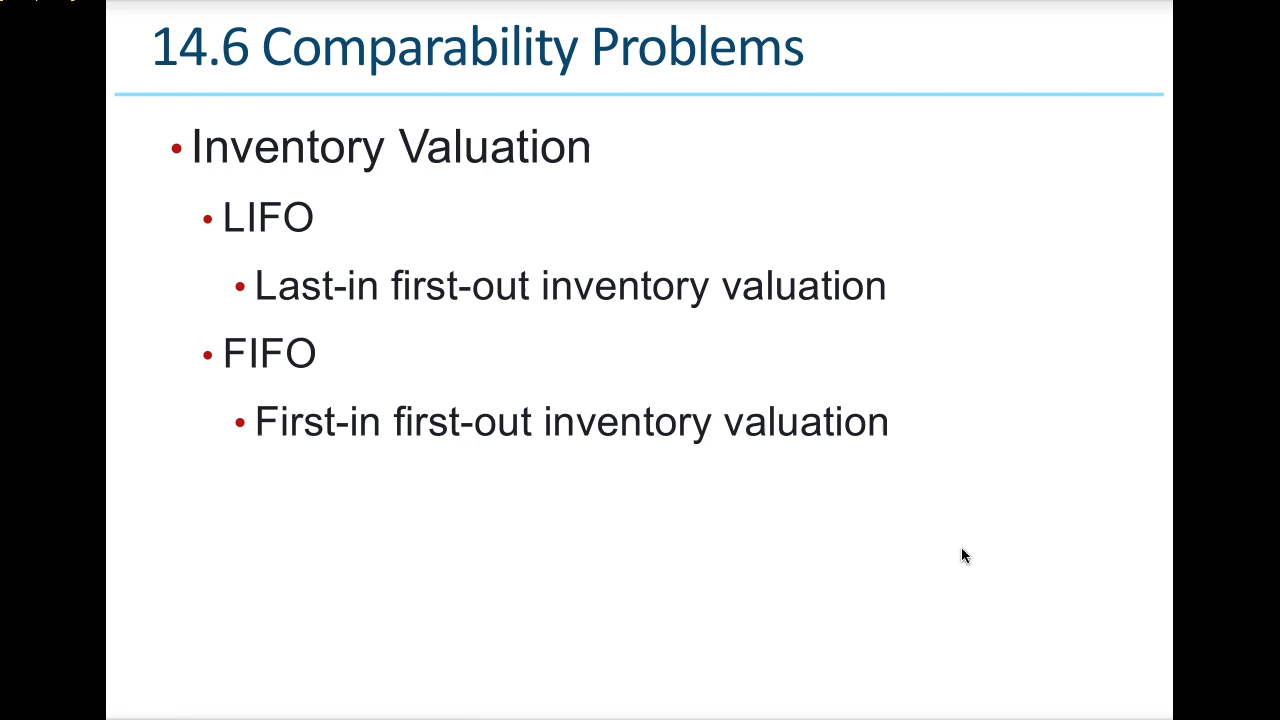 14.6 Comparability Problems
• Inventory Valuation
• LIFO
• Last-in first-out inventory valuation
• FIFO
• First-in first-out inventory valuation